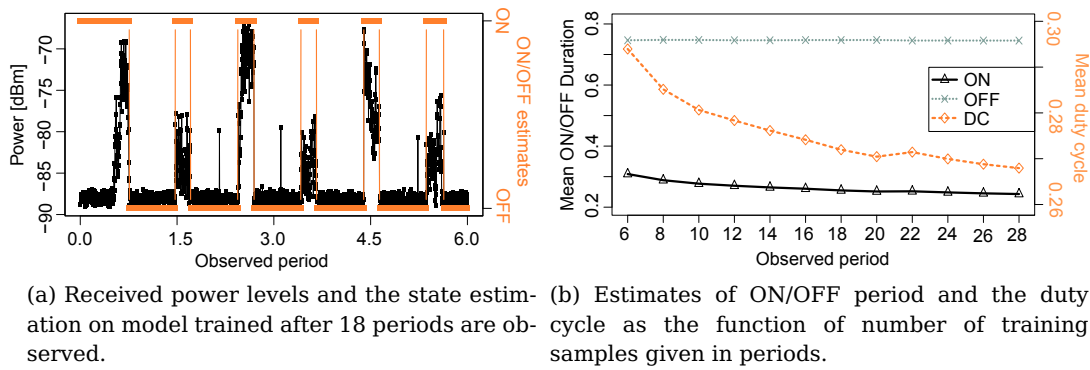 Power [dBm]
−70
−75
−80
−85
−90
0.0 1.5 3.0 4.5 6.0
Observed period
ON
OFF
ON/OFF estimates
Mean ON/OFF Duration
0.8
0.6
0.4
0.2
6 8 10 12 14 16 18 20 22 24 26 28
Observed period
0.30
0.28
0.26
Mean duty
cycle
ON
OFF
DC
(a) Received power levels and the state estim-
ation on model trained after 18 periods are ob-
served.
(b) Estimates of ON/OFF period and the duty
cycle as the function of number of training
samples given in periods.